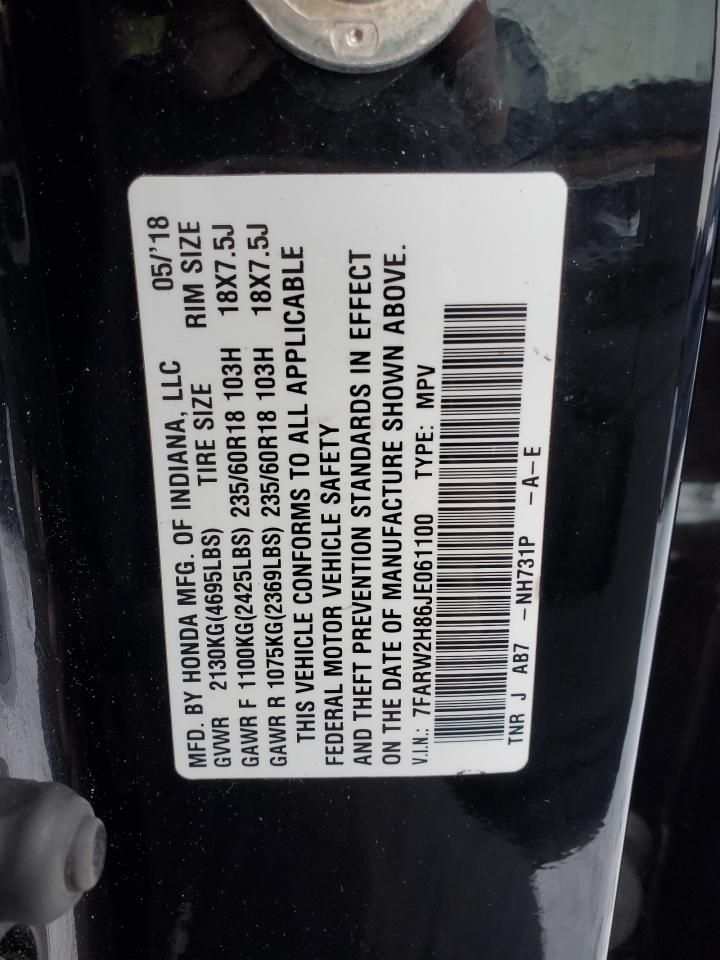 MFD. BY HONDA MFG. OF INDIANA, LLC 05/'18
GVWR 2130KG(4695LBS) TIRE SIZE RIM SIZE
GAWR F 1100KG(2425LBS) 235/60R18 103H 18X7.5J
GAWR R 1075KG(2369LBS) 235/60R18 103H 18X7.5J
THIS VEHICLE CONFORMS TO ALL APPLICABLE
FEDERAL MOTOR VEHICLE SAFETY
AND THEFT PREVENTION STANDARDS IN EFFECT
ON THE DATE OF MANUFACTURE SHOWN ABOVE.
V.I.N.: 7FARW2H86JE061100 TYPE: MPV
TNR J AB7 -NH731P -A-E